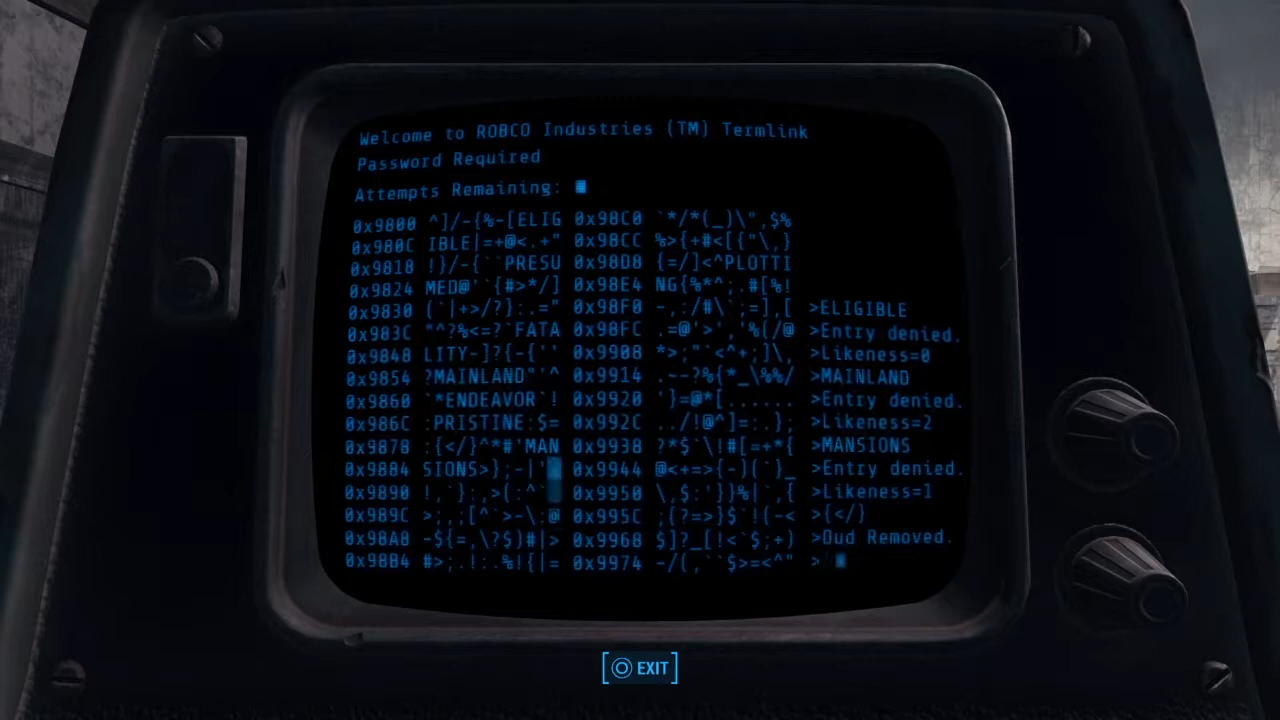 Welcome to ROBCO Industries (TM) Termlink
Password Required
Attempts Remaining: ■
0x9800 ^]/-{%-[ELIG 0x98C0 `*/*(_)\",$%
0x980C IBLE|=+@<.+" 0x98CC %>{+#<[{"\,}
0x9818 !}/-{``PRESU 0x98D8 {=/]<^PLOTTI
0x9824 MED@'`{#>*/] 0x98E4 NG{%*^;.#[%!
0x9830 (`|+>/?}:.=" 0x98F0 -,:/#\`;=],[ >ELIGIBLE
0x983C "^?%<=?`FATA 0x98FC .=@'>','%(/@ >Entry denied.
0x9848 LITY-]?{-{'' 0x9908 *>;"`<^+;]\, >Likeness=0
0x9854 ?MAINLAND"'^ 0x9914 .--?%{*_\%%/ >MAINLAND
0x9860 `*ENDEAVOR`! 0x9920 '}=@*[...... >Entry denied.
0x986C :PRISTINE:$= 0x992C ../!@^]=:.}; >Likeness=2
0x9878 :{</}^*#'MAN 0x9938 ?*$`\!#[=+*{ >MANSIONS
0x9884 SIONS>};-|' 0x9944 @<+=>{-)(`}_ >Entry denied.
0x9890 !,`}:,>(:^` 0x9950 \,$:'}}%|`,{ >Likeness=1
0x989C >;,;[^`>-\:@ 0x995C ;{?=>}$`!(-< >{</}
0x98A8 -${=,\?$)#|> 0x9968 $]?_[!<`$;+) >Dud Removed.
0x98B4 #>;.!:.%!{|= 0x9974 -/(,``$>=<^" >
EXIT